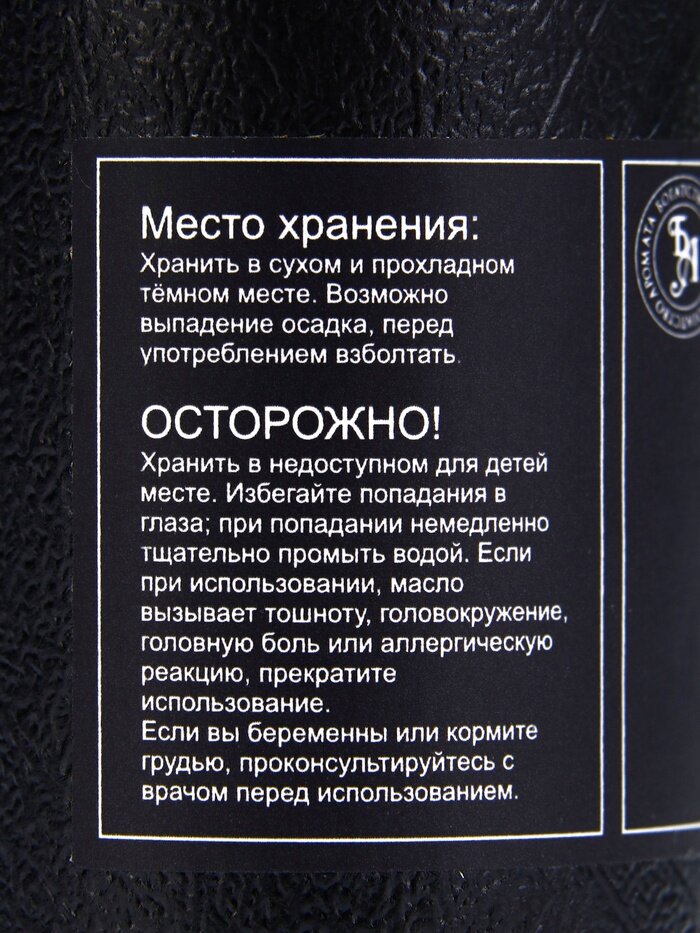 Место хранения:
Хранить в сухом и прохладном
тёмном месте. Возможно
выпадение осадка, перед
употреблением взболтать.
ОСТОРОЖНО!
Хранить в недоступном для детей
месте. Избегайте попадания в
глаза; при попадании немедленно
тщательно промыть водой. Если
при использовании, масло
вызывает тошноту, головокружение,
головную боль или аллергическую
реакцию, прекратите
использование.
Если вы беременны или кормите
грудью, проконсультируйтесь с
врачом перед использованием.
АРОМАТА